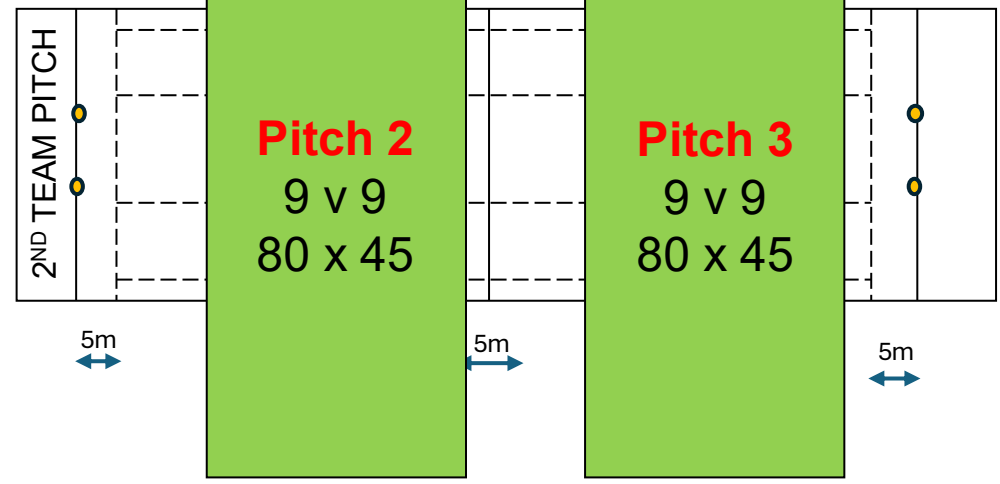 2ND TEAM PITCH
Pitch 2
9 v 9
80 x 45
Pitch 3
9 v 9
80 x 45
5m
5m
5m